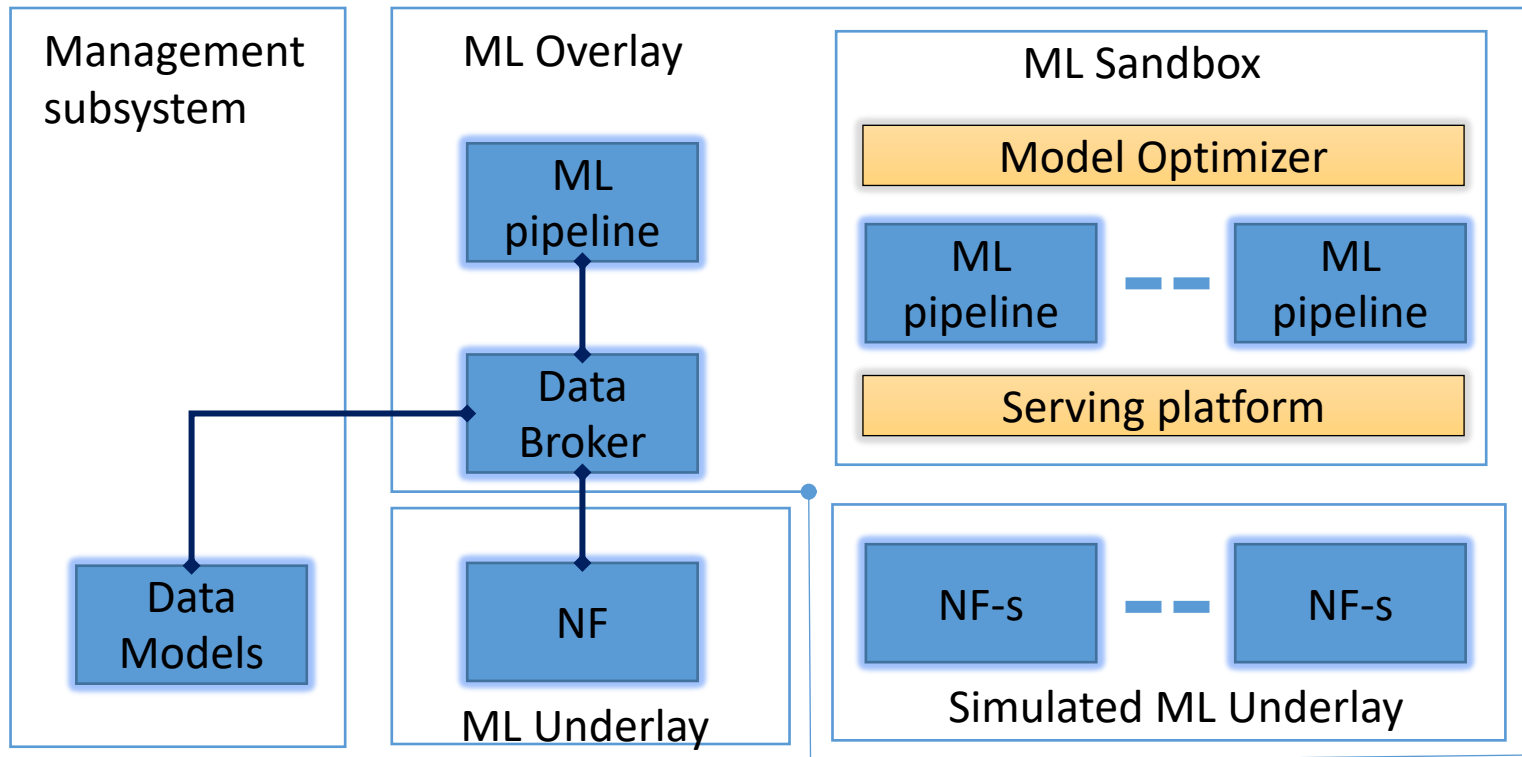 Management
subsystem
Data
Models
ML Overlay
ML
pipeline
Data
Broker
NF
ML Underlay
ML Sandbox
Model Optimizer
ML
pipeline
ML
pipeline
Serving platform
NF-s
NF-s
Simulated ML Underlay